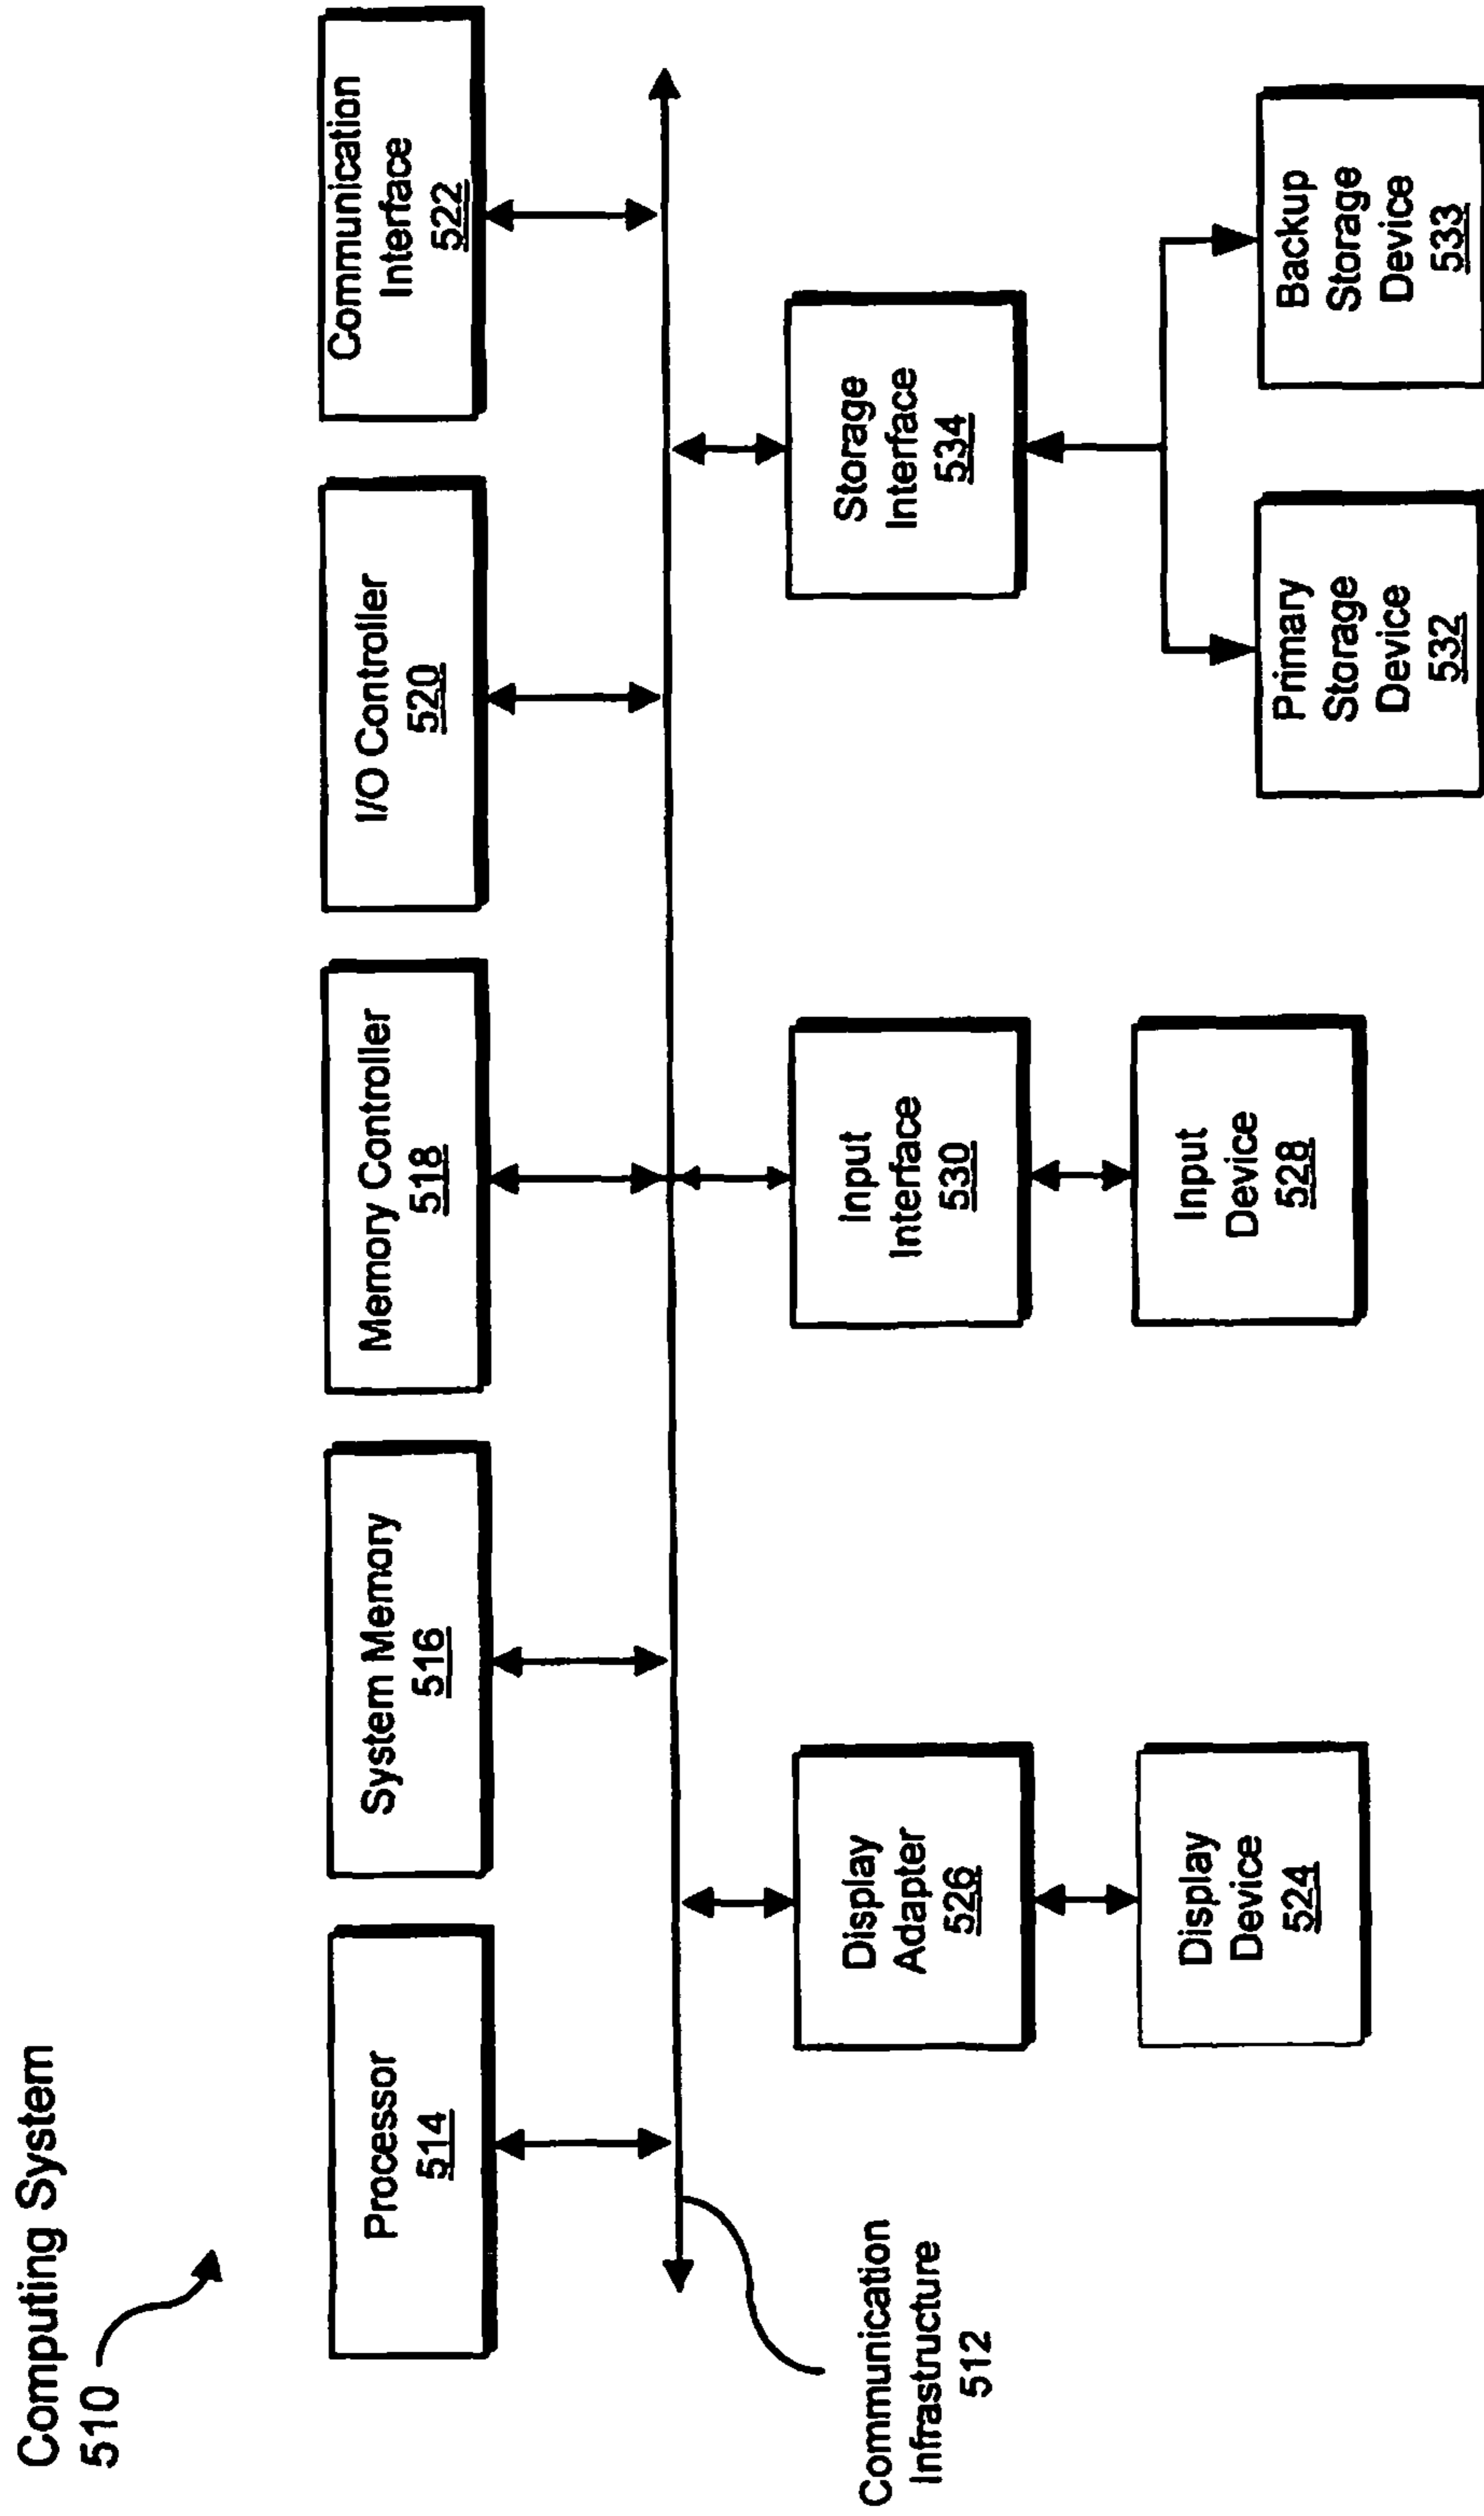 Computing System
510
Processor
514
System Memory
516
Memory Controller
518
I/O Controller
520
Communication
Interface
522
Communication
Infrastructure
512
Display
Adapter
526
Input
Interface
530
Storage
Interface
534
Display
Device
524
Input
Device
528
Primary
Storage
Device
532
Backup
Storage
Device
533